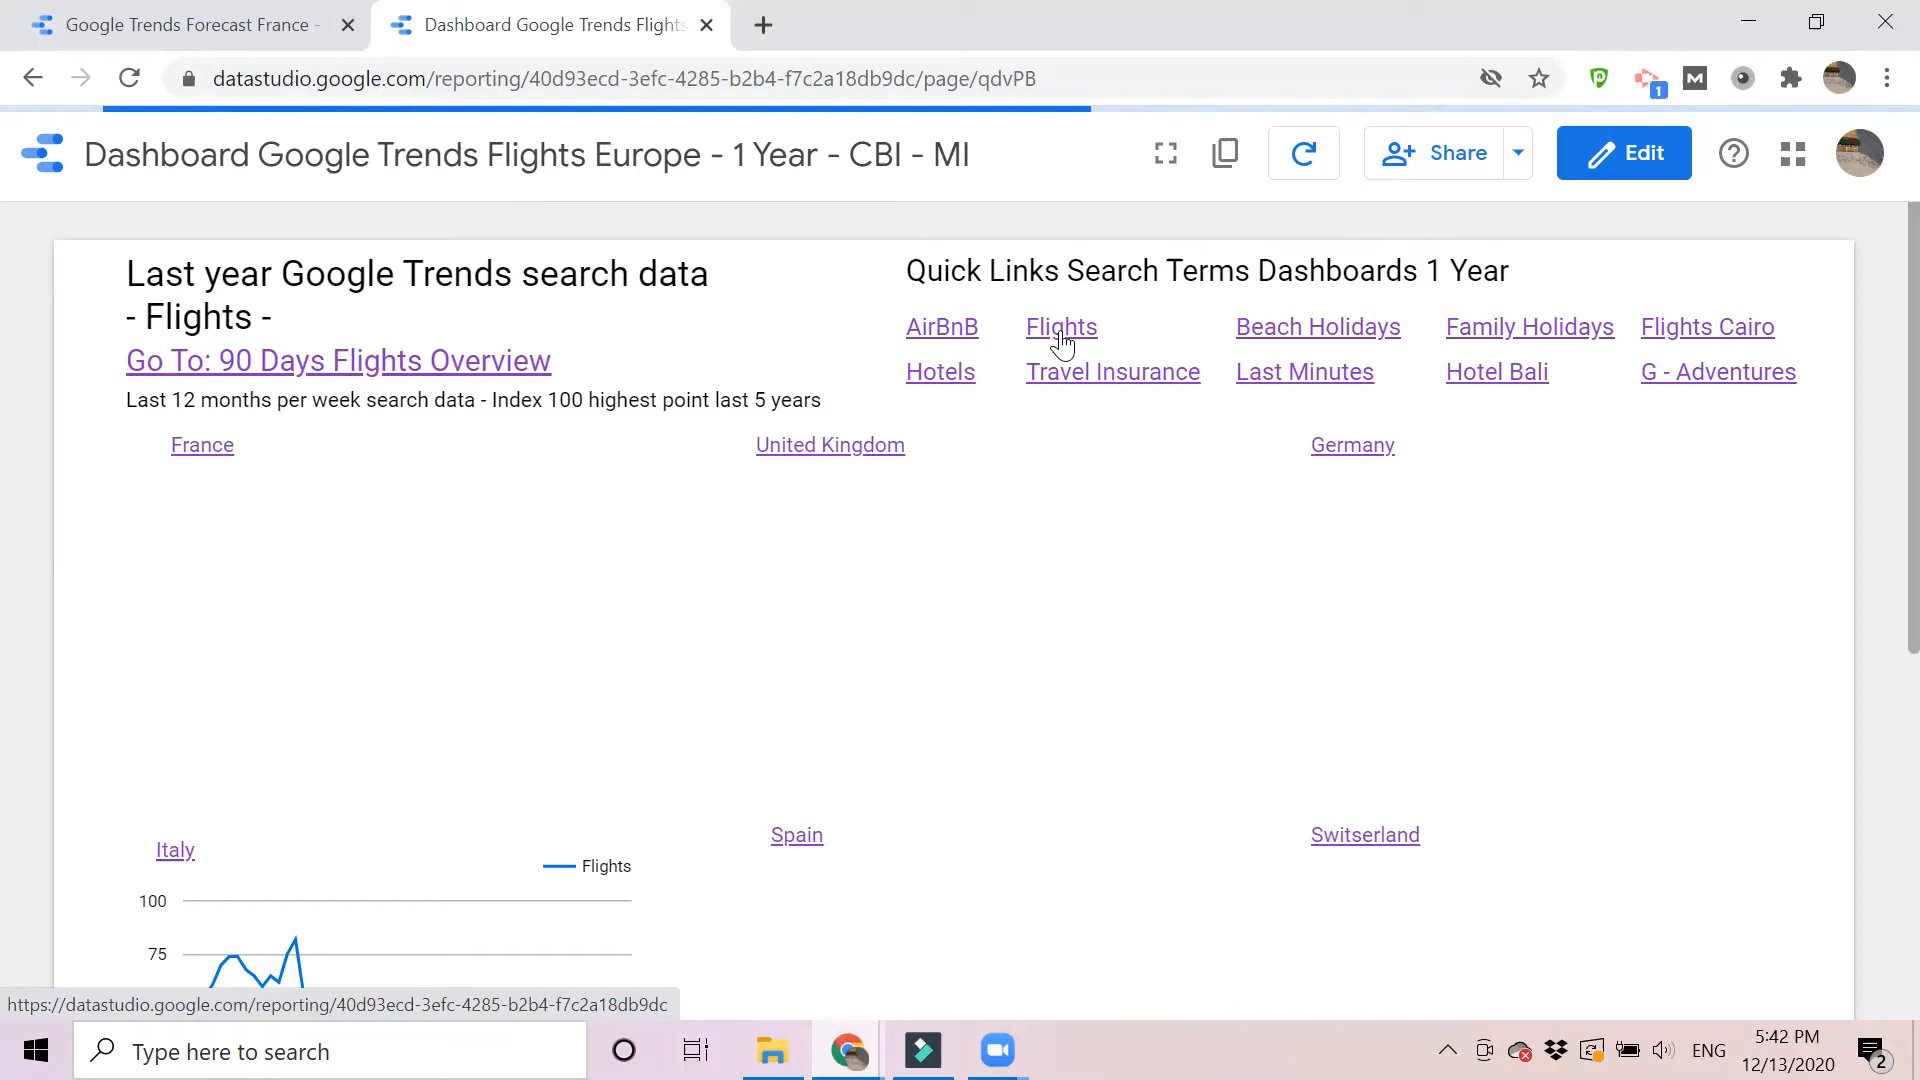 Google Trends Forecast France -
Dashboard Google Trends Flights
datastudio.google.com/reporting/40d93ecd-3efc-4285-b2b4-f7c2a18db9dc/page/qdvPB
1
M
Dashboard Google Trends Flights Europe - 1 Year - CBI - MI
Share
Edit
Last year Google Trends search data
- Flights -
Go To: 90 Days Flights Overview
Last 12 months per week search data - Index 100 highest point last 5 years
Quick Links Search Terms Dashboards 1 Year
AirBnB Flights Beach Holidays Family Holidays Flights Cairo
Hotels Travel Insurance Last Minutes Hotel Bali G - Adventures
France United Kingdom Germany
Italy Spain Switserland
Flights
100
75
https://datastudio.google.com/reporting/40d93ecd-3efc-4285-b2b4-f7c2a18db9dc
Type here to search
ENG
5:42 PM
12/13/2020
2